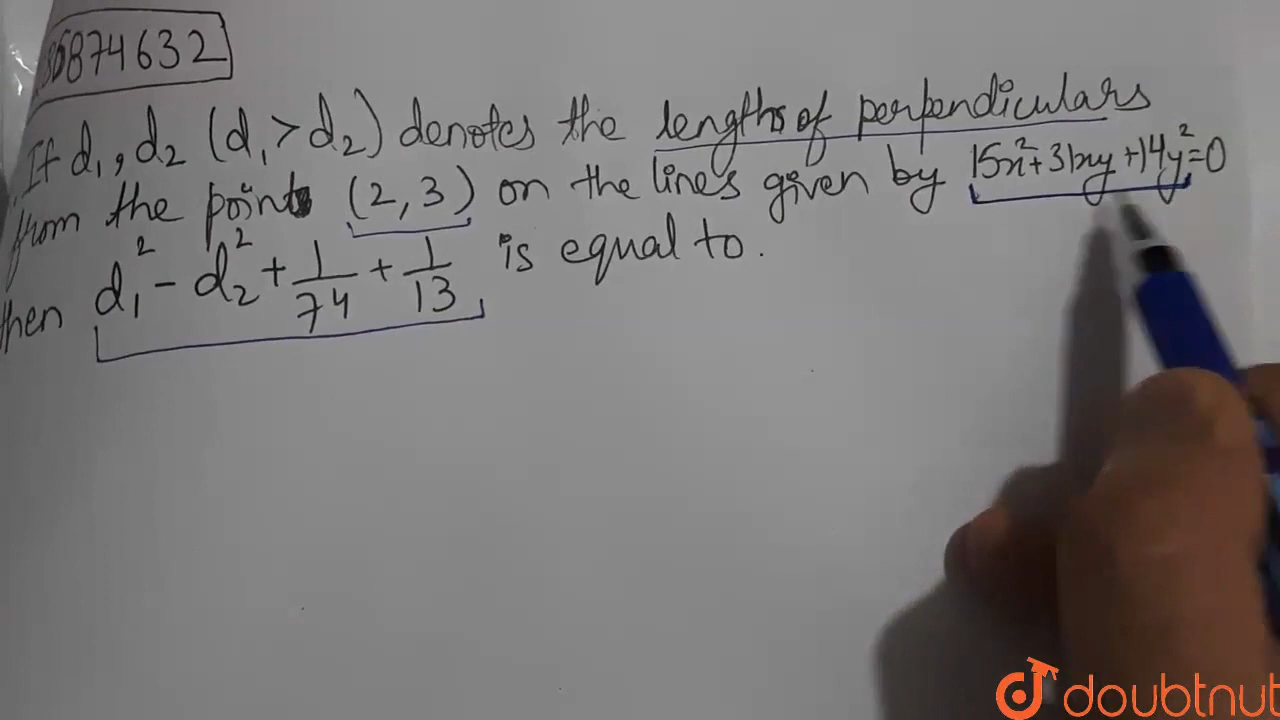 36874632
If d₁, d₂ (d₁ > d₂) denotes the lengths of perpendiculars
from the point (2, 3) on the lines given by 15x²+31xy+14y²=0
then d₁² - d₂² + 1/74 + 1/13 is equal to.
doubtnut